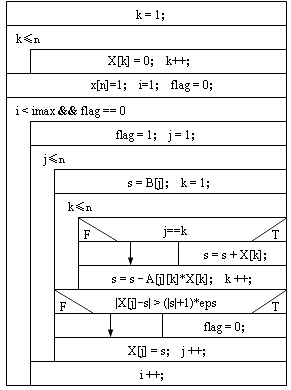 k = 1;
k≤n
X[k] = 0; k++;
x[n]=1; i=1; flag = 0;
i < imax && flag == 0
flag = 1; j = 1;
j≤n
s = B[j]; k = 1;
k≤n
F j==k T
s = s + X[k];
s = s - A[j][k]*X[k]; k ++;
F |X[j]-s| > (|s|+1)*eps T
flag = 0;
X[j] = s; j ++;
i ++;